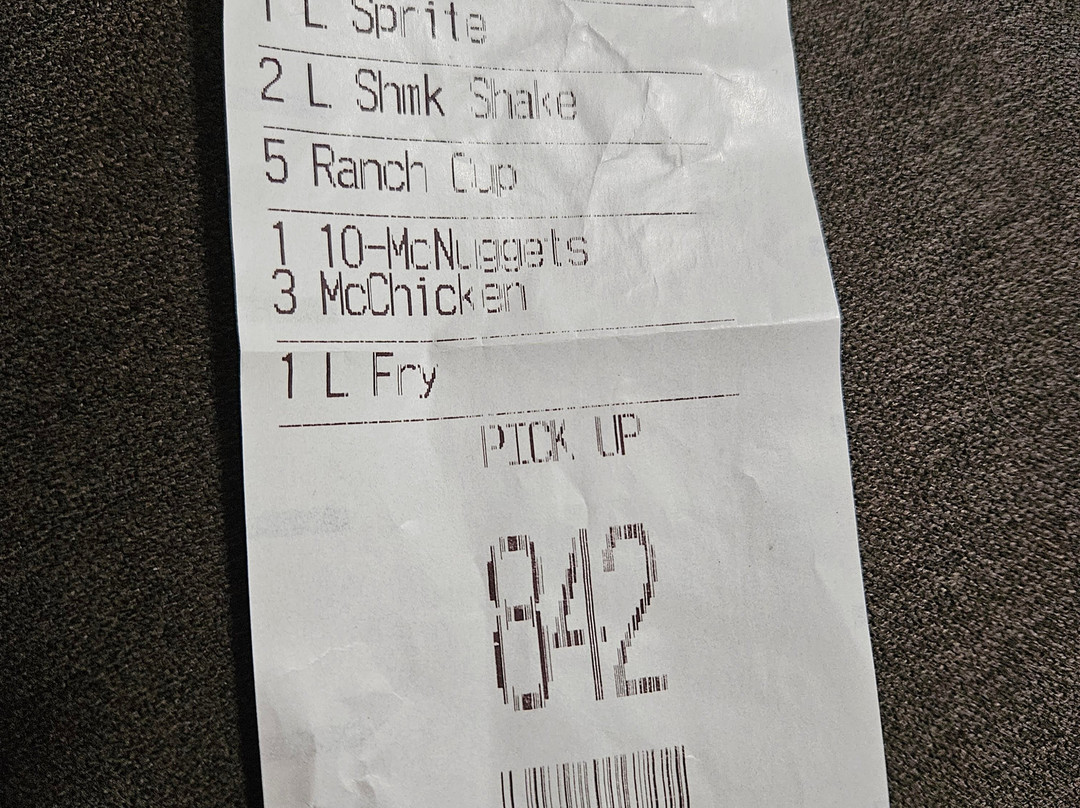 1 L Sprite
2 L Shmk Shake
5 Ranch Cup
1 10-McNuggets
3 McChicken
1 L Fry
PICK UP
842